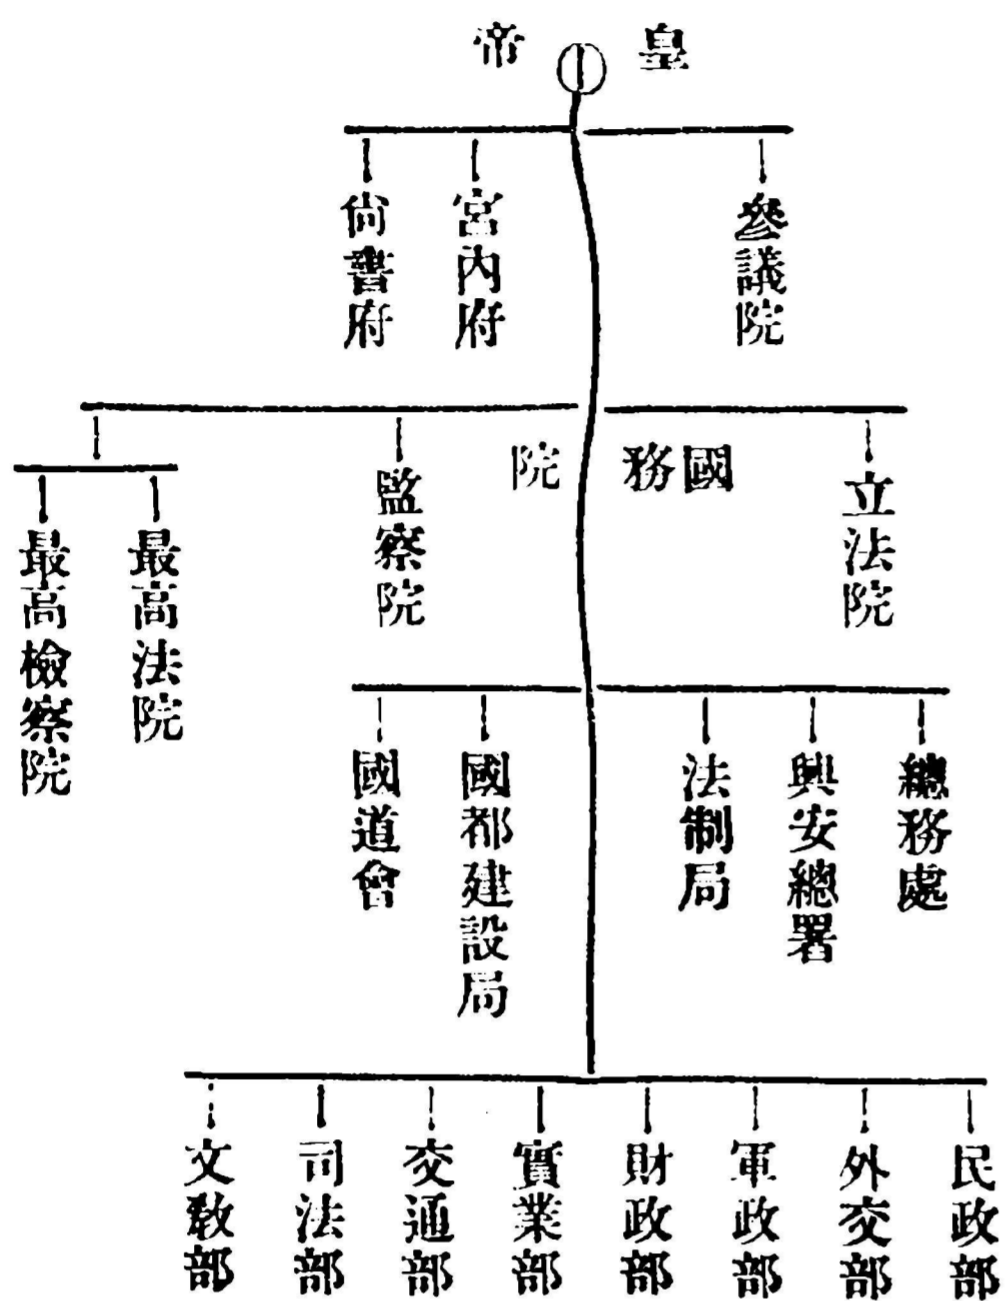 皇帝
參議院
宮內府
尙書府
立法院
國務院
監察院
最高法院
最高檢察院
總務處
興安總署
法制局
國都建設局
國道會
民政部
外交部
軍政部
財政部
實業部
交通部
司法部
文敎部